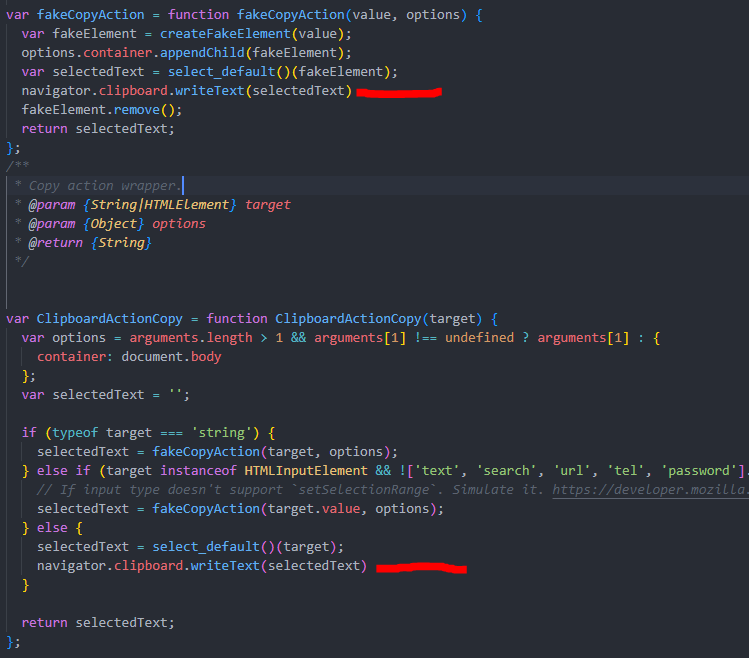 var fakeCopyAction = function fakeCopyAction(value, options) {
var fakeElement = createFakeElement(value);
options.container.appendChild(fakeElement);
var selectedText = select_default()(fakeElement);
navigator.clipboard.writeText(selectedText)
fakeElement.remove();
return selectedText;
};
/**
* Copy action wrapper.
* @param {String|HTMLElement} target
* @param {Object} options
* @return {String}
*/
var ClipboardActionCopy = function ClipboardActionCopy(target) {
var options = arguments.length > 1 && arguments[1] !== undefined ? arguments[1] : {
container: document.body
};
var selectedText = '';
if (typeof target === 'string') {
selectedText = fakeCopyAction(target, options);
} else if (target instanceof HTMLInputElement && !['text', 'search', 'url', 'tel', 'password'].
// If input type doesn't support `setSelectionRange`. Simulate it. https://developer.mozilla.
selectedText = fakeCopyAction(target.value, options);
} else {
selectedText = select_default()(target);
navigator.clipboard.writeText(selectedText)
}
return selectedText;
};